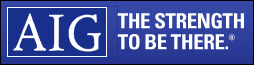 AIG
THE STRENGTH
TO BE THERE.®